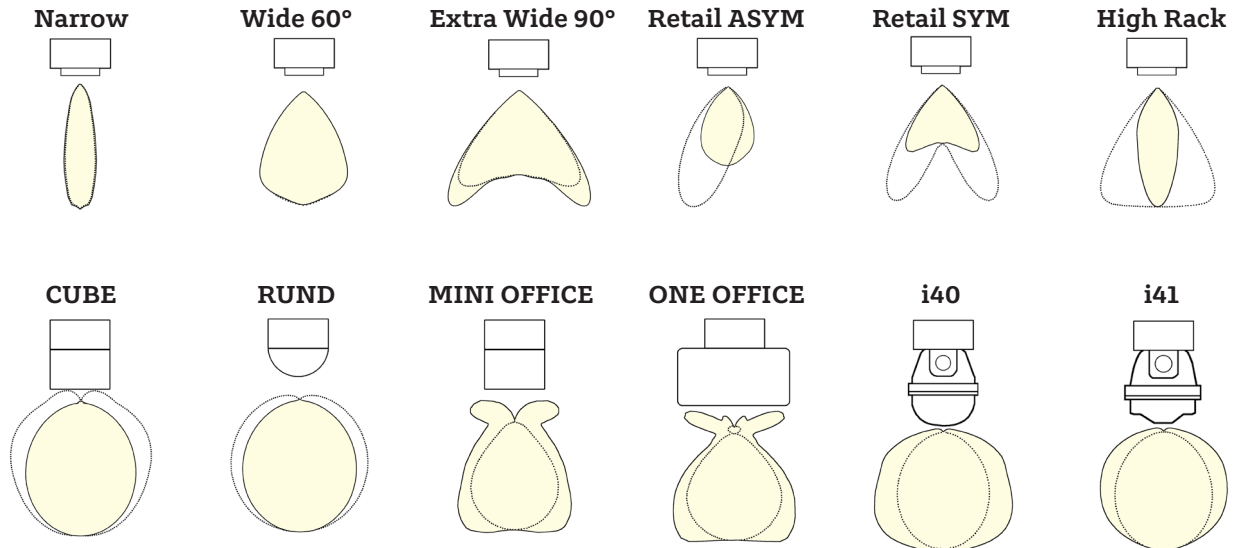 Narrow Wide 60° Extra Wide 90° Retail ASYM Retail SYM High Rack
CUBE RUND MINI OFFICE ONE OFFICE i40 i41